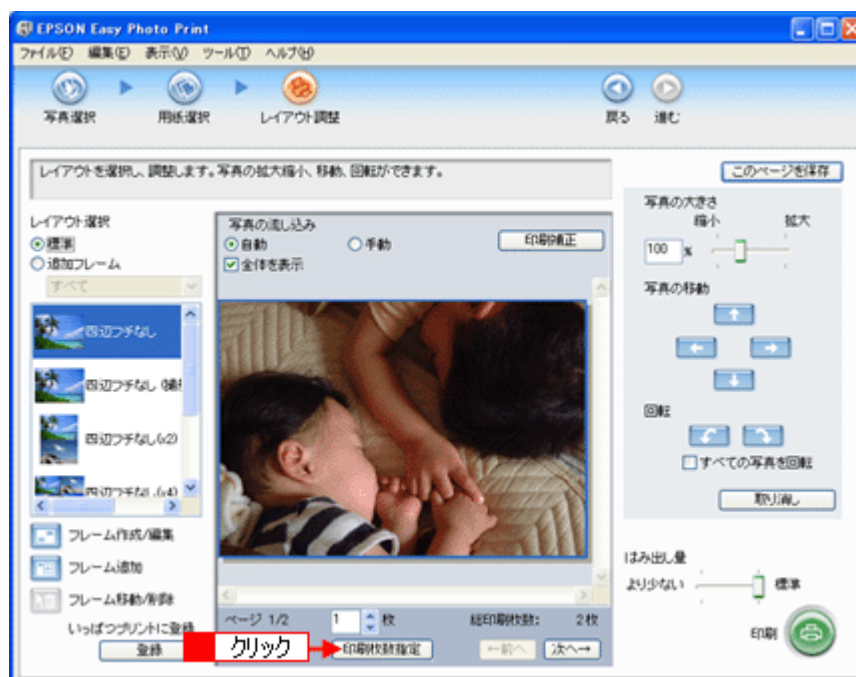 EPSON Easy Photo Print
ファイル(F) 編集(E) 表示(V) ツール(T) ヘルプ(H)
写真選択 用紙選択 レイアウト調整 戻る 進む
レイアウトを選択し、調整します。写真の拡大縮小、移動、回転ができます。
このページを保存
レイアウト選択
標準
追加フレーム
すべて
四辺フチなし
四辺フチなし
四辺フチなし(x2)
四辺フチなし(x4)
フレーム作成/編集
フレーム追加
フレーム移動/削除
いっぱつプリントに登録
登録
写真の流し込み
自動 手動
全体を表示
印刷補正
ページ 1/2 1 枚 総印刷枚数: 2枚
クリック
印刷枚数指定 ←前へ 次へ→
写真の大きさ
縮小 拡大
100 %
写真の移動
回転
すべての写真を回転
取り消し
はみ出し量
より少ない 標準
印刷